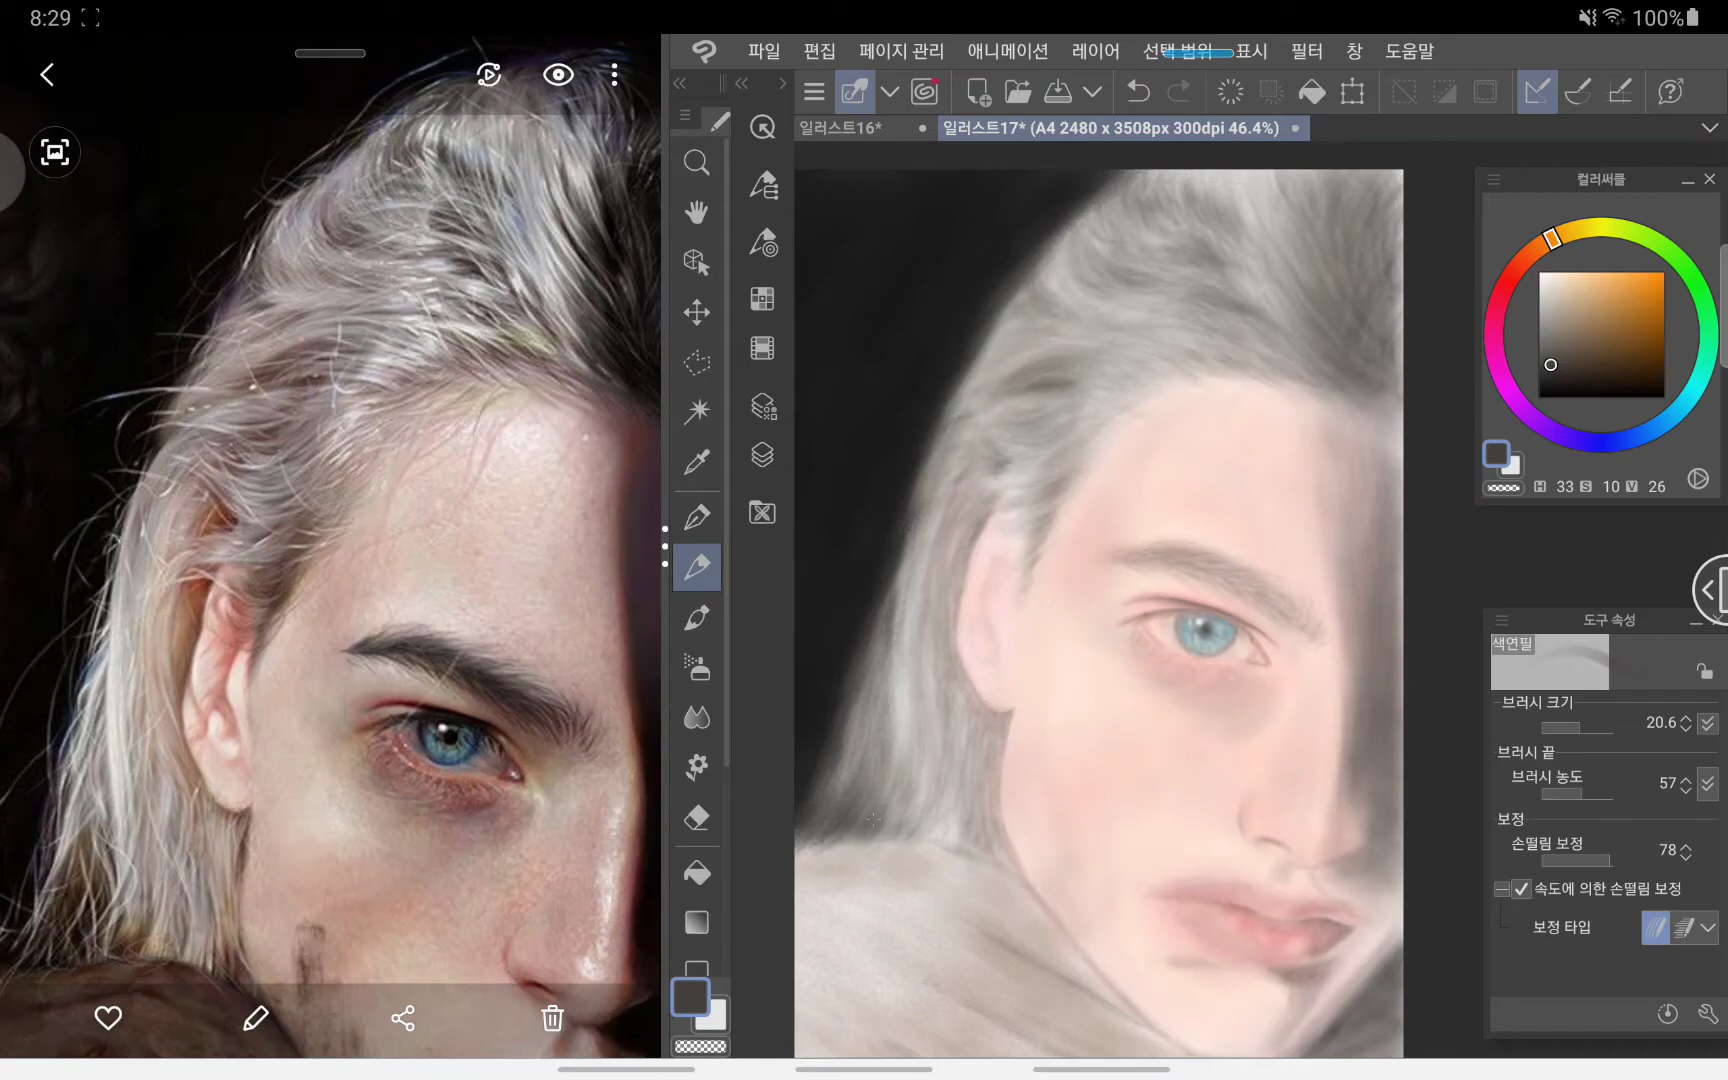 8:29
100%
파일 편집 페이지 관리 애니메이션 레이어 선택 범위 표시 필터 창 도움말
일러스트16*
일러스트17* (A4 2480 x 3508px 300dpi 46.4%)
컬러써클
H 33 S 10 V 26
도구 속성
색연필
브러시 크기
20.6
브러시 끝
브러시 농도
57
보정
손떨림 보정
78
속도에 의한 손떨림 보정
보정 타입